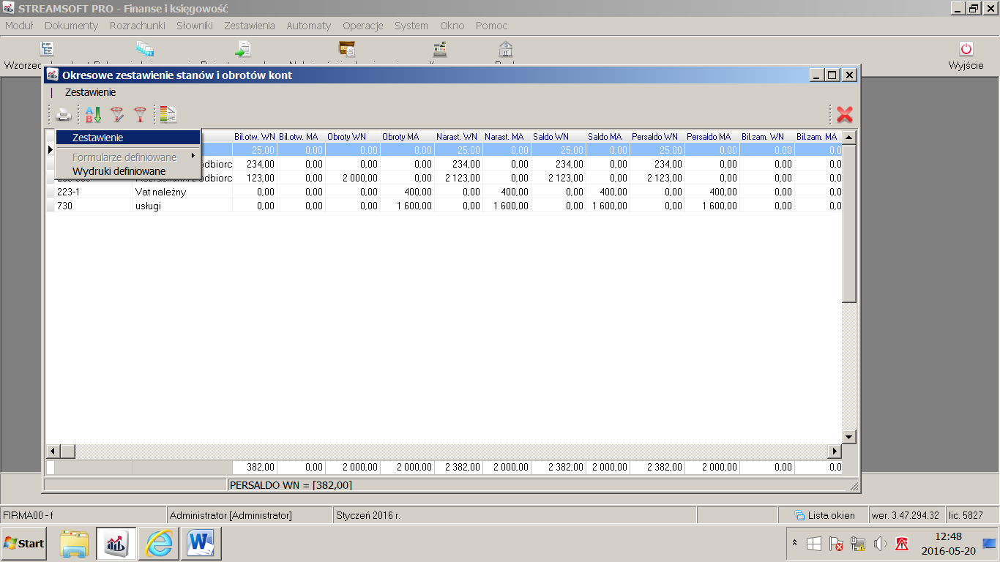 STREAMSOFT PRO - Finanse i księgowość
Moduł Dokumenty Rozrachunki Słowniki Zestawienia Automaty Operacje System Okno Pomoc
Wyjście
Okresowe zestawienie stanów i obrotów kont
Zestawienie
Bil.otw. WN Bil.otw. MA Obroty WN Obroty MA Narast. WN Narast. MA Saldo WN Saldo MA Persaldo WN Persaldo MA Bil.zam. WN Bil.zam. MA
Zestawienie
Formularze definiowane
Wydruki definiowane
25,00 0,00 0,00 0,00 25,00 0,00 25,00 0,00 25,00 0,00 0,00 0,0
odbiorc 234,00 0,00 0,00 0,00 234,00 0,00 234,00 0,00 234,00 0,00 0,00 0,0
odbiorc 123,00 0,00 2 000,00 0,00 2 123,00 0,00 2 123,00 0,00 2 123,00 0,00 0,00 0,0
223-1 Vat należny 0,00 0,00 0,00 400,00 0,00 400,00 0,00 400,00 0,00 400,00 0,00 0,0
730 usługi 0,00 0,00 0,00 1 600,00 0,00 1 600,00 0,00 1 600,00 0,00 1 600,00 0,00 0,0
382,00 0,00 2 000,00 2 000,00 2 382,00 2 000,00 2 382,00 2 000,00 2 382,00 2 000,00 0,00 0,0
PERSALDO WN = [382,00]
FIRMA00 - f Administrator [Administrator] Styczeń 2016 r. Lista okien wer. 3.47.294.32 lic. 5827
Start
12:48
2016-05-20